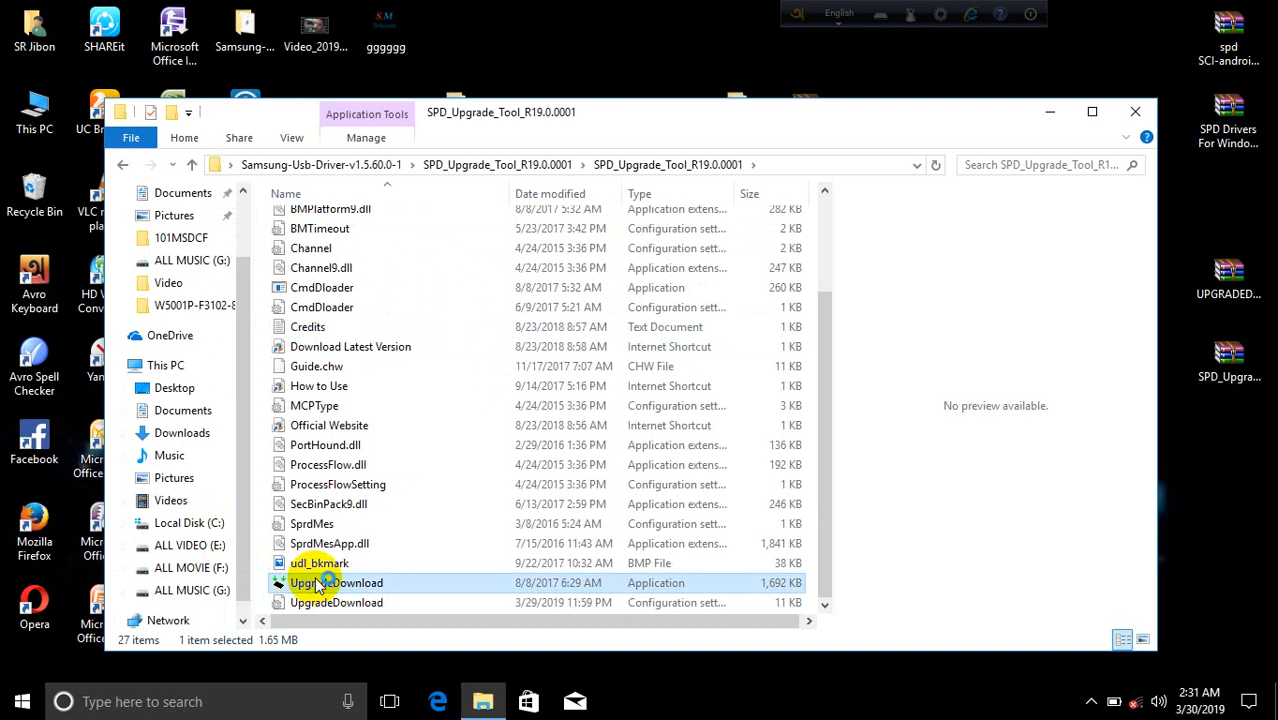 SR Jibon
SHAREit
Microsoft
Office I...
Samsung-...
Video_2019...
S M
gggggg
English
spd
SCI-androi...
This PC
UC Br
SPD Drivers
For Windo...
Application Tools
SPD_Upgrade_Tool_R19.0.0001
File
Home
Share
View
Manage
Samsung-Usb-Driver-v1.5.60.0-1
SPD_Upgrade_Tool_R19.0.0001
SPD_Upgrade_Tool_R19.0.0001
Search SPD_Upgrade_Tool_R1...
Recycle Bin
VLC
pla
Avro
Keyboard
HD V
Conv
UPGRADED...
Avro Spell
Checker
Yan
SPD_Upgra...
Facebook
Mi
Offic
Mozilla
Firefox
Micro
Office
Opera
Micro
Office
Documents
Pictures
101MSDCF
ALL MUSIC (G:)
Video
W5001P-F3102-8
OneDrive
This PC
Desktop
Documents
Downloads
Music
Pictures
Videos
Local Disk (C:)
ALL VIDEO (E:)
ALL MOVIE (F:)
ALL MUSIC (G:)
Network
Name Date modified Type Size
BMPlatform9.dll 8/8/2017 5:32 AM Application extens... 282 KB
BMTimeout 5/23/2017 3:42 PM Configuration sett... 2 KB
Channel 4/24/2015 3:36 PM Configuration sett... 2 KB
Channel9.dll 4/24/2015 3:36 PM Application extens... 247 KB
CmdDloader 8/8/2017 5:32 AM Application 260 KB
CmdDloader 6/9/2017 5:21 AM Configuration sett... 2 KB
Credits 8/23/2018 8:57 AM Text Document 1 KB
Download Latest Version 8/23/2018 8:58 AM Internet Shortcut 1 KB
Guide.chw 11/17/2017 7:07 AM CHW File 11 KB
How to Use 9/14/2017 5:16 PM Internet Shortcut 1 KB
MCPType 4/24/2015 3:36 PM Configuration sett... 3 KB
Official Website 8/23/2018 8:56 AM Internet Shortcut 1 KB
PortHound.dll 2/29/2016 1:36 PM Application extens... 136 KB
ProcessFlow.dll 4/24/2015 3:36 PM Application extens... 192 KB
ProcessFlowSetting 4/24/2015 3:36 PM Configuration sett... 1 KB
SecBinPack9.dll 6/13/2017 2:59 PM Application extens... 246 KB
SprdMes 3/8/2016 5:24 AM Configuration sett... 1 KB
SprdMesApp.dll 7/15/2016 11:43 AM Application extens... 1,841 KB
udl_bkmark 9/22/2017 10:32 AM BMP File 38 KB
UpgradeDownload 8/8/2017 6:29 AM Application 1,692 KB
UpgradeDownload 3/29/2019 11:59 PM Configuration sett... 11 KB
No preview available.
27 items 1 item selected 1.65 MB
Type here to search
2:31 AM
3/30/2019